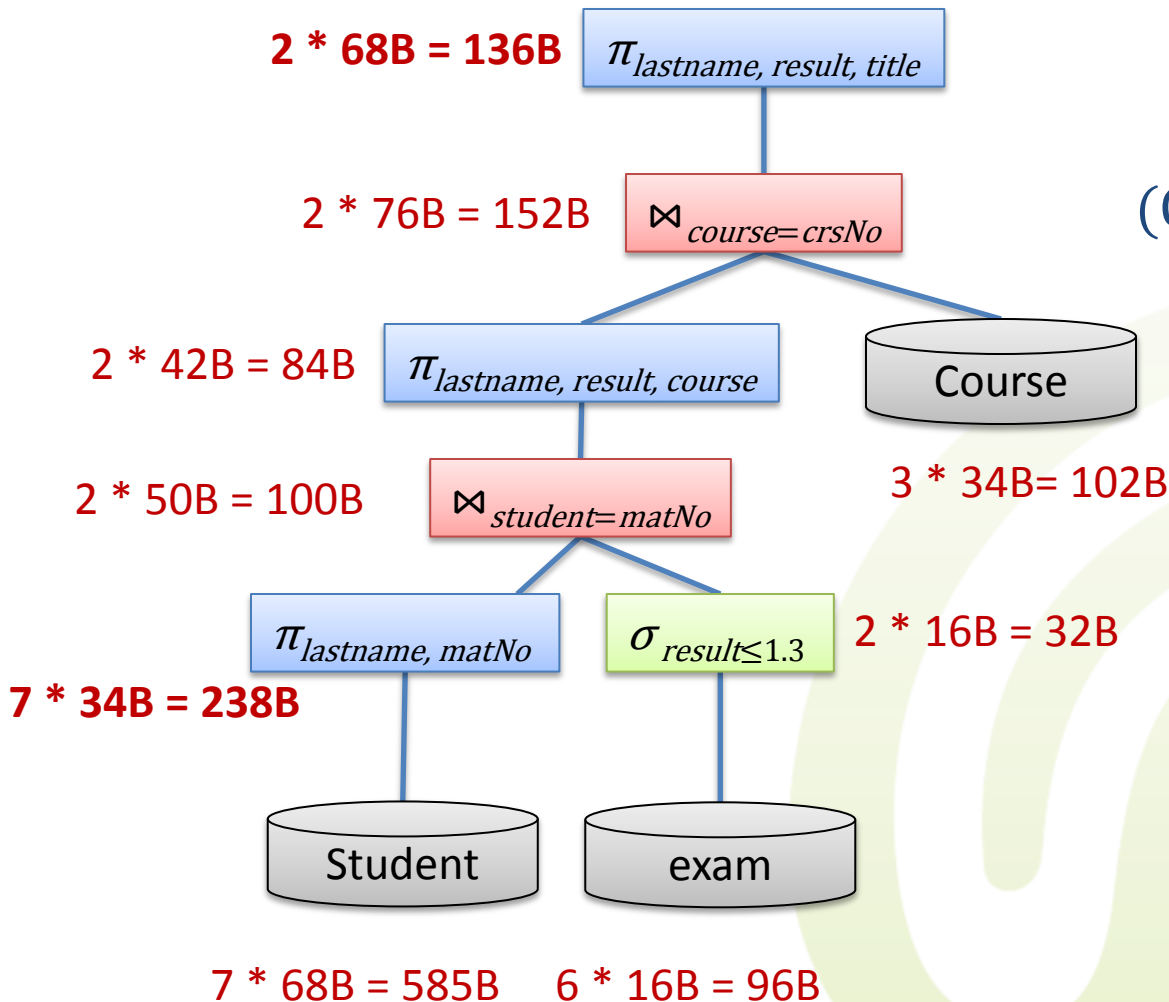 2 * 68B = 136B π lastname, result, title
2 * 76B = 152B ⋈ course=crsNo (
2 * 42B = 84B π lastname, result, course Course
2 * 50B = 100B ⋈ student=matNo 3 * 34B= 102B
π lastname, matNo σ result≤1.3 2 * 16B = 32B
7 * 34B = 238B
Student exam
7 * 68B = 585B 6 * 16B = 96B